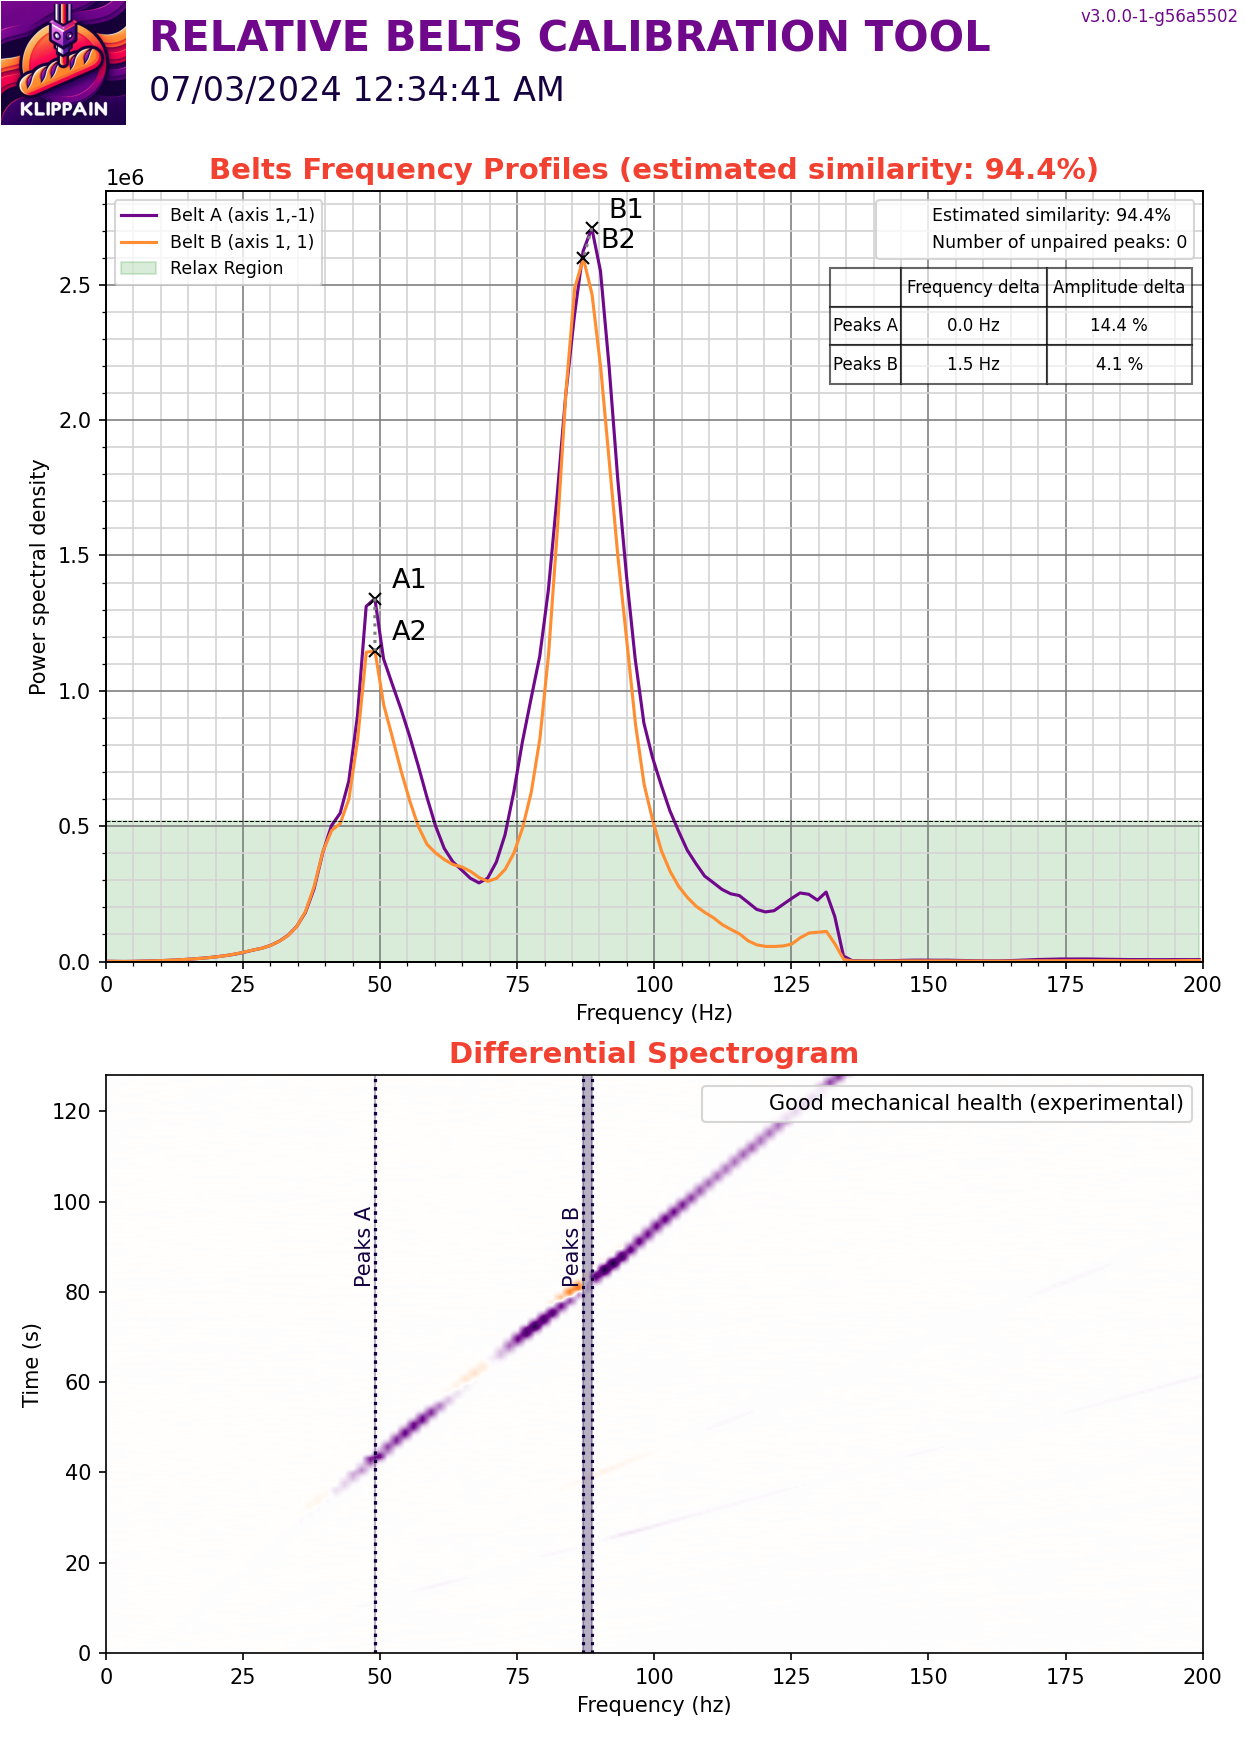 v3.0.0-1-g56a5502
RELATIVE BELTS CALIBRATION TOOL
07/03/2024 12:34:41 AM
KLIPPAIN
Belts Frequency Profiles (estimated similarity: 94.4%)
1e6
Belt A (axis 1,-1)
Belt B (axis 1, 1)
Relax Region
Estimated similarity: 94.4%
Number of unpaired peaks: 0
Frequency delta Amplitude delta
Peaks A 0.0 Hz 14.4 %
Peaks B 1.5 Hz 4.1 %
B1
B2
A1
A2
Power spectral density
2.5
2.0
1.5
1.0
0.5
0.0
0 25 50 75 100 125 150 175 200
Frequency (Hz)
Differential Spectrogram
Good mechanical health (experimental)
Peaks A
Peaks B
Time (s)
120
100
80
60
40
20
0
0 25 50 75 100 125 150 175 200
Frequency (hz)